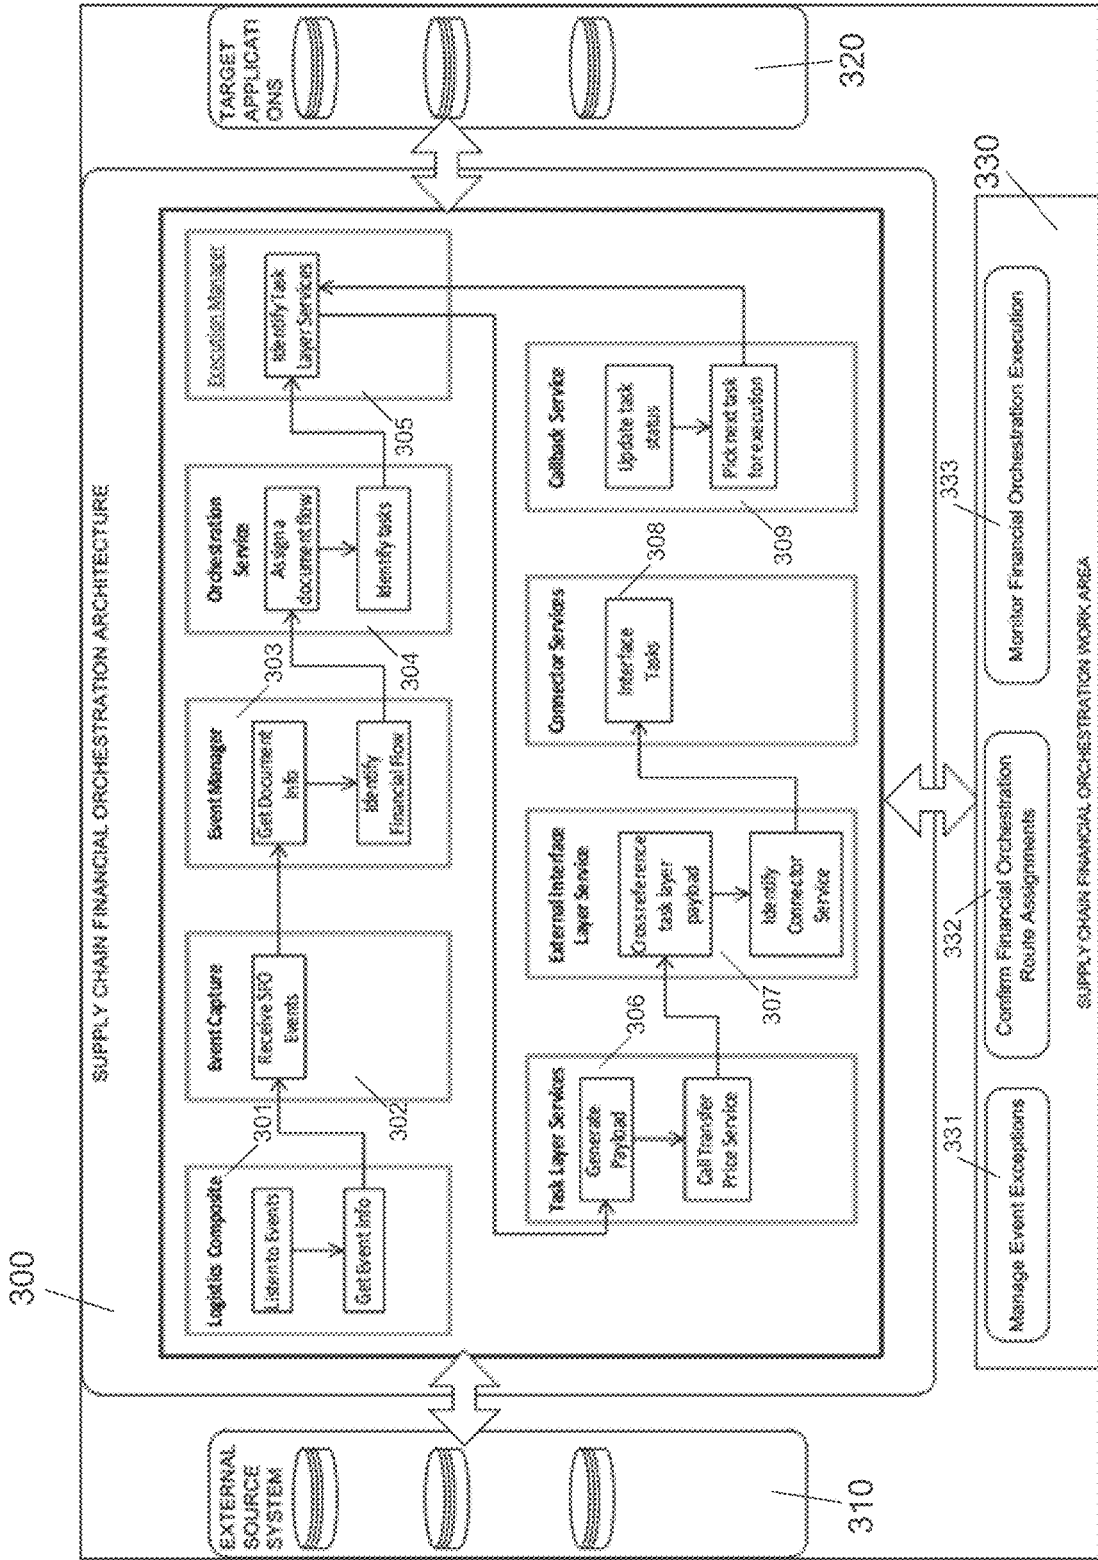 300
SUPPLY CHAIN FINANCIAL ORCHESTRATION ARCHITECTURE
EXTERNAL
SOURCE
SYSTEM
310
Logistics Composite
301
Listen to Events
Get Event Info
Event Capture
Receive SFO
Events
302
Event Manager
303
Get Document
Info
Identify
Financial Flow
Orchestration
Service
Assign a
document flow
Identify tasks
304
Execution Manager
Identify Task
Layer Services
305
TARGET
APPLICATI
ONS
320
Task Layer Services
306
Generate
Payload
Call Transfer
Price Service
External Interface
Layer Service
Cross reference
task layer
payload
307
Identify
Connector
Service
Connector Services
308
Interface
Tasks
Callback Service
Update task
status
Pick next task
for execution
309
331
Manage Event Exceptions
332
Confirm Financial Orchestration
Route Assignments
333
Monitor Financial Orchestration Execution
330
SUPPLY CHAIN FINANCIAL ORCHESTRATION WORK AREA